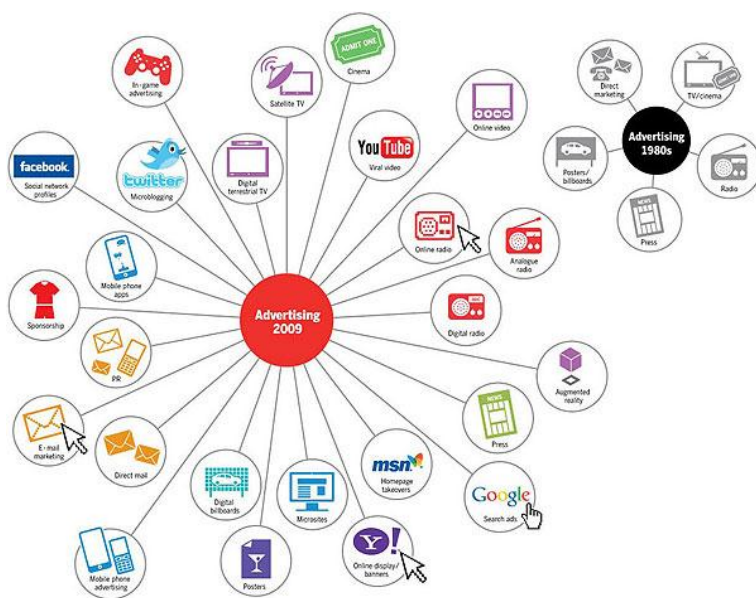 ADMIT ONE
Cinema
In-game
advertising
Satellite TV
Online video
Direct
marketing
TV/cinema
Advertising
1980s
Posters/
billboards
Radio
NEWS
Press
facebook.
Social network
profiles
twitter
Microblogging
Digital
terrestrial TV
YouTube
Viral video
Online radio
Analogue
radio
Mobile phone
apps
Sponsorship
Advertising
2009
Digital radio
PR
Augmented
reality
NEWS
Press
E-mail
marketing
Direct mail
Digital
billboards
Microsites
msn
Homepage
takeovers
Google
Search ads
Mobile phone
advertising
Posters
Y!
Online display/
banners